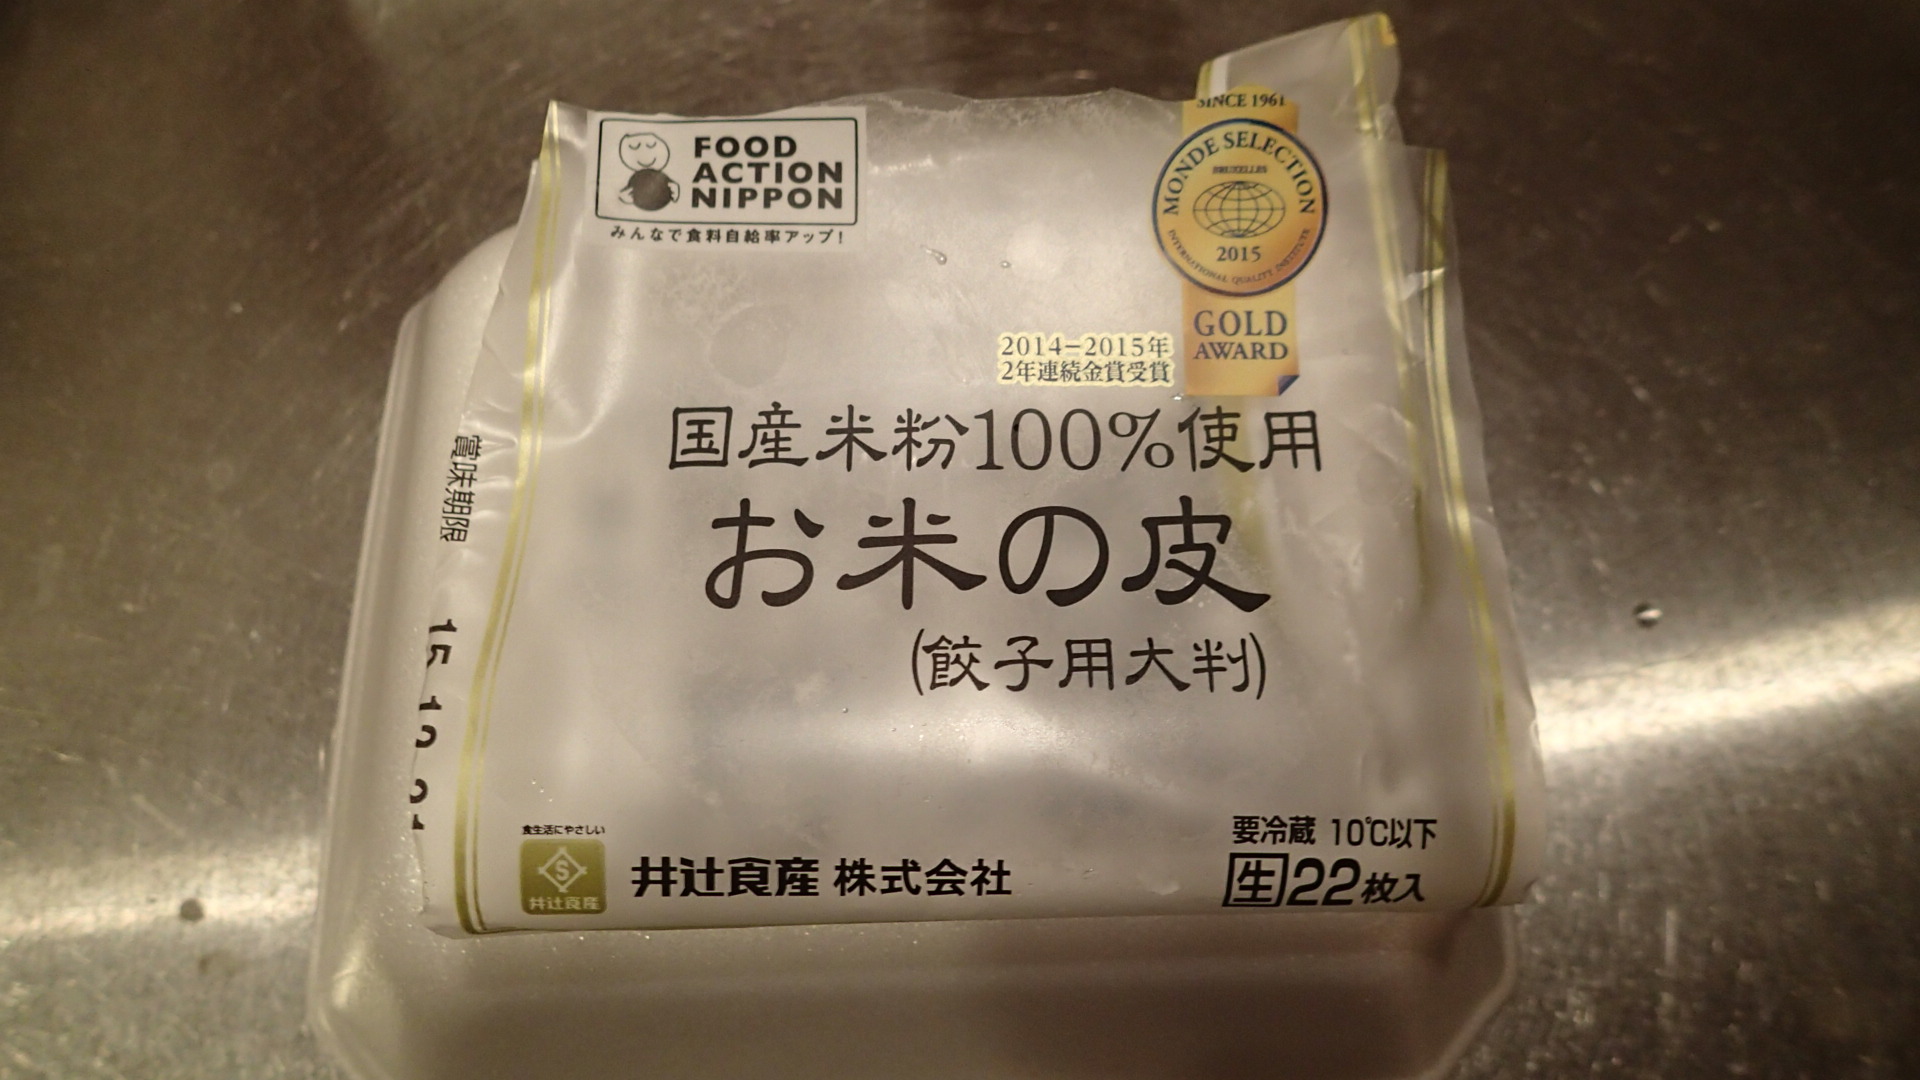 FOOD
ACTION
NIPPON
みんなで食料自給率アップ!
SINCE 1961
MONDE SELECTION
BRUXELLES
2015
INTERNATIONAL QUALITY INSTITUTE
GOLD
AWARD
2014−2015年
2年連続金賞受賞
国産米粉100%使用
お米の皮
(餃子用大判)
賞味期限
15
食生活にやさしい
S
井辻食産
井辻食産 株式会社
要冷蔵 10℃以下
生22枚入